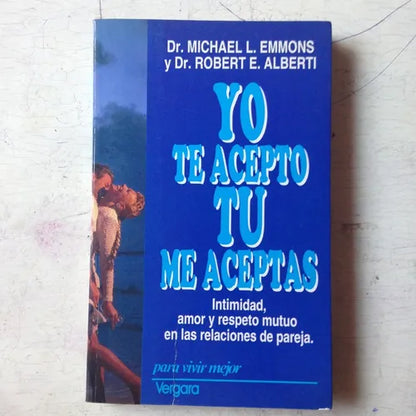 Dr. MICHAEL L. EMMONS
y Dr. ROBERT E. ALBERTI
YO
TE ACEPTO
TU
ME ACEPTAS
Intimidad,
amor y respeto mutuo
en las relaciones de pareja.
para vivir mejor
Vergara